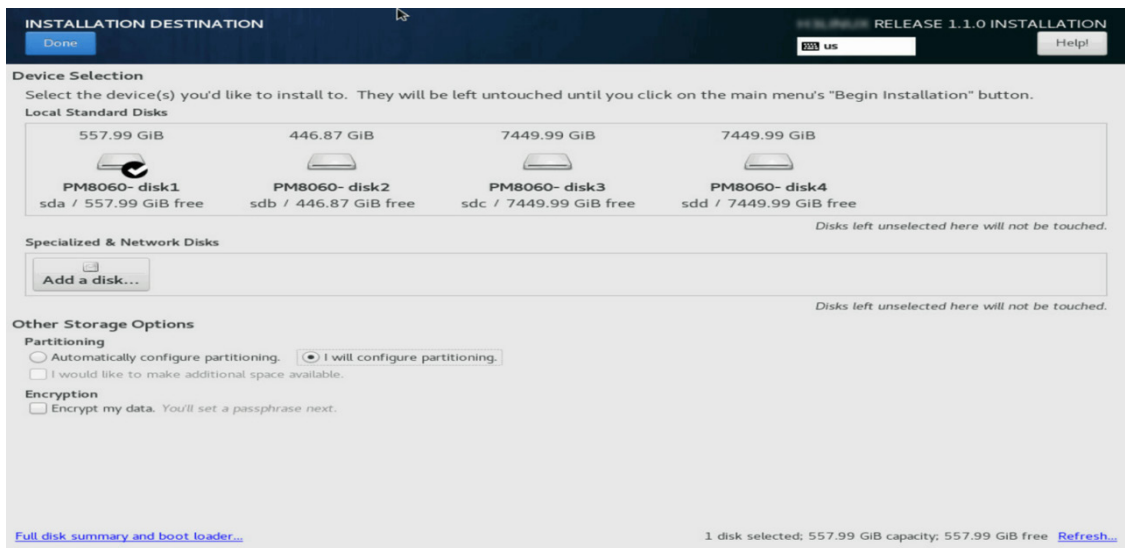 INSTALLATION DESTINATION
RELEASE 1.1.0 INSTALLATION
Done
us
Help!
Device Selection
Select the device(s) you'd like to install to. They will be left untouched until you click on the main menu's "Begin Installation" button.
Local Standard Disks
557.99 GiB 446.87 GiB 7449.99 GiB 7449.99 GiB
PM8060- disk1 PM8060- disk2 PM8060- disk3 PM8060- disk4
sda / 557.99 GiB free sdb / 446.87 GiB free sdc / 7449.99 GiB free sdd / 7449.99 GiB free
Disks left unselected here will not be touched.
Specialized & Network Disks
Add a disk...
Disks left unselected here will not be touched.
Other Storage Options
Partitioning
Automatically configure partitioning. I will configure partitioning.
I would like to make additional space available.
Encryption
Encrypt my data. You'll set a passphrase next.
Full disk summary and boot loader... 1 disk selected; 557.99 GiB capacity; 557.99 GiB free Refresh...